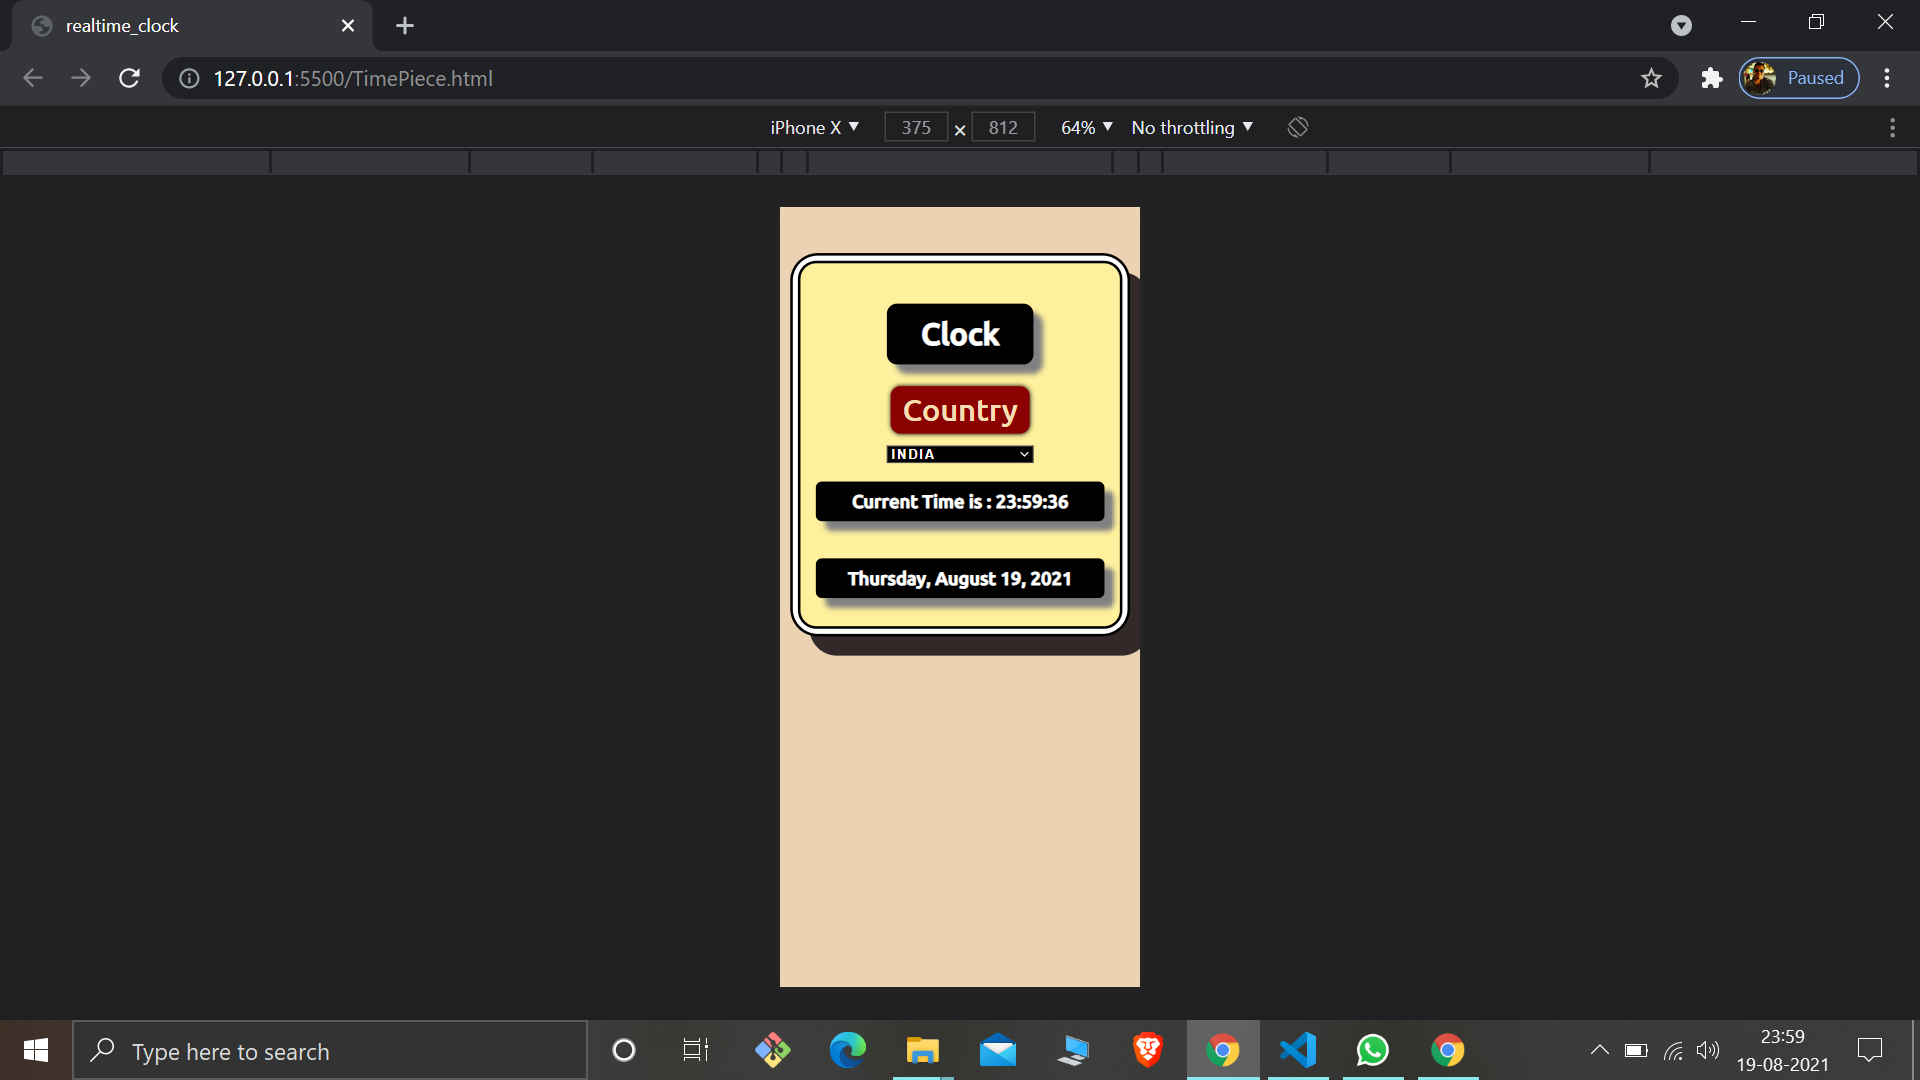 realtime_clock
127.0.0.1:5500/TimePiece.html
Paused
iPhone X 375 × 812 64% No throttling
Clock
Country
INDIA
Current Time is : 23:59:36
Thursday, August 19, 2021
Type here to search
23:59
19-08-2021